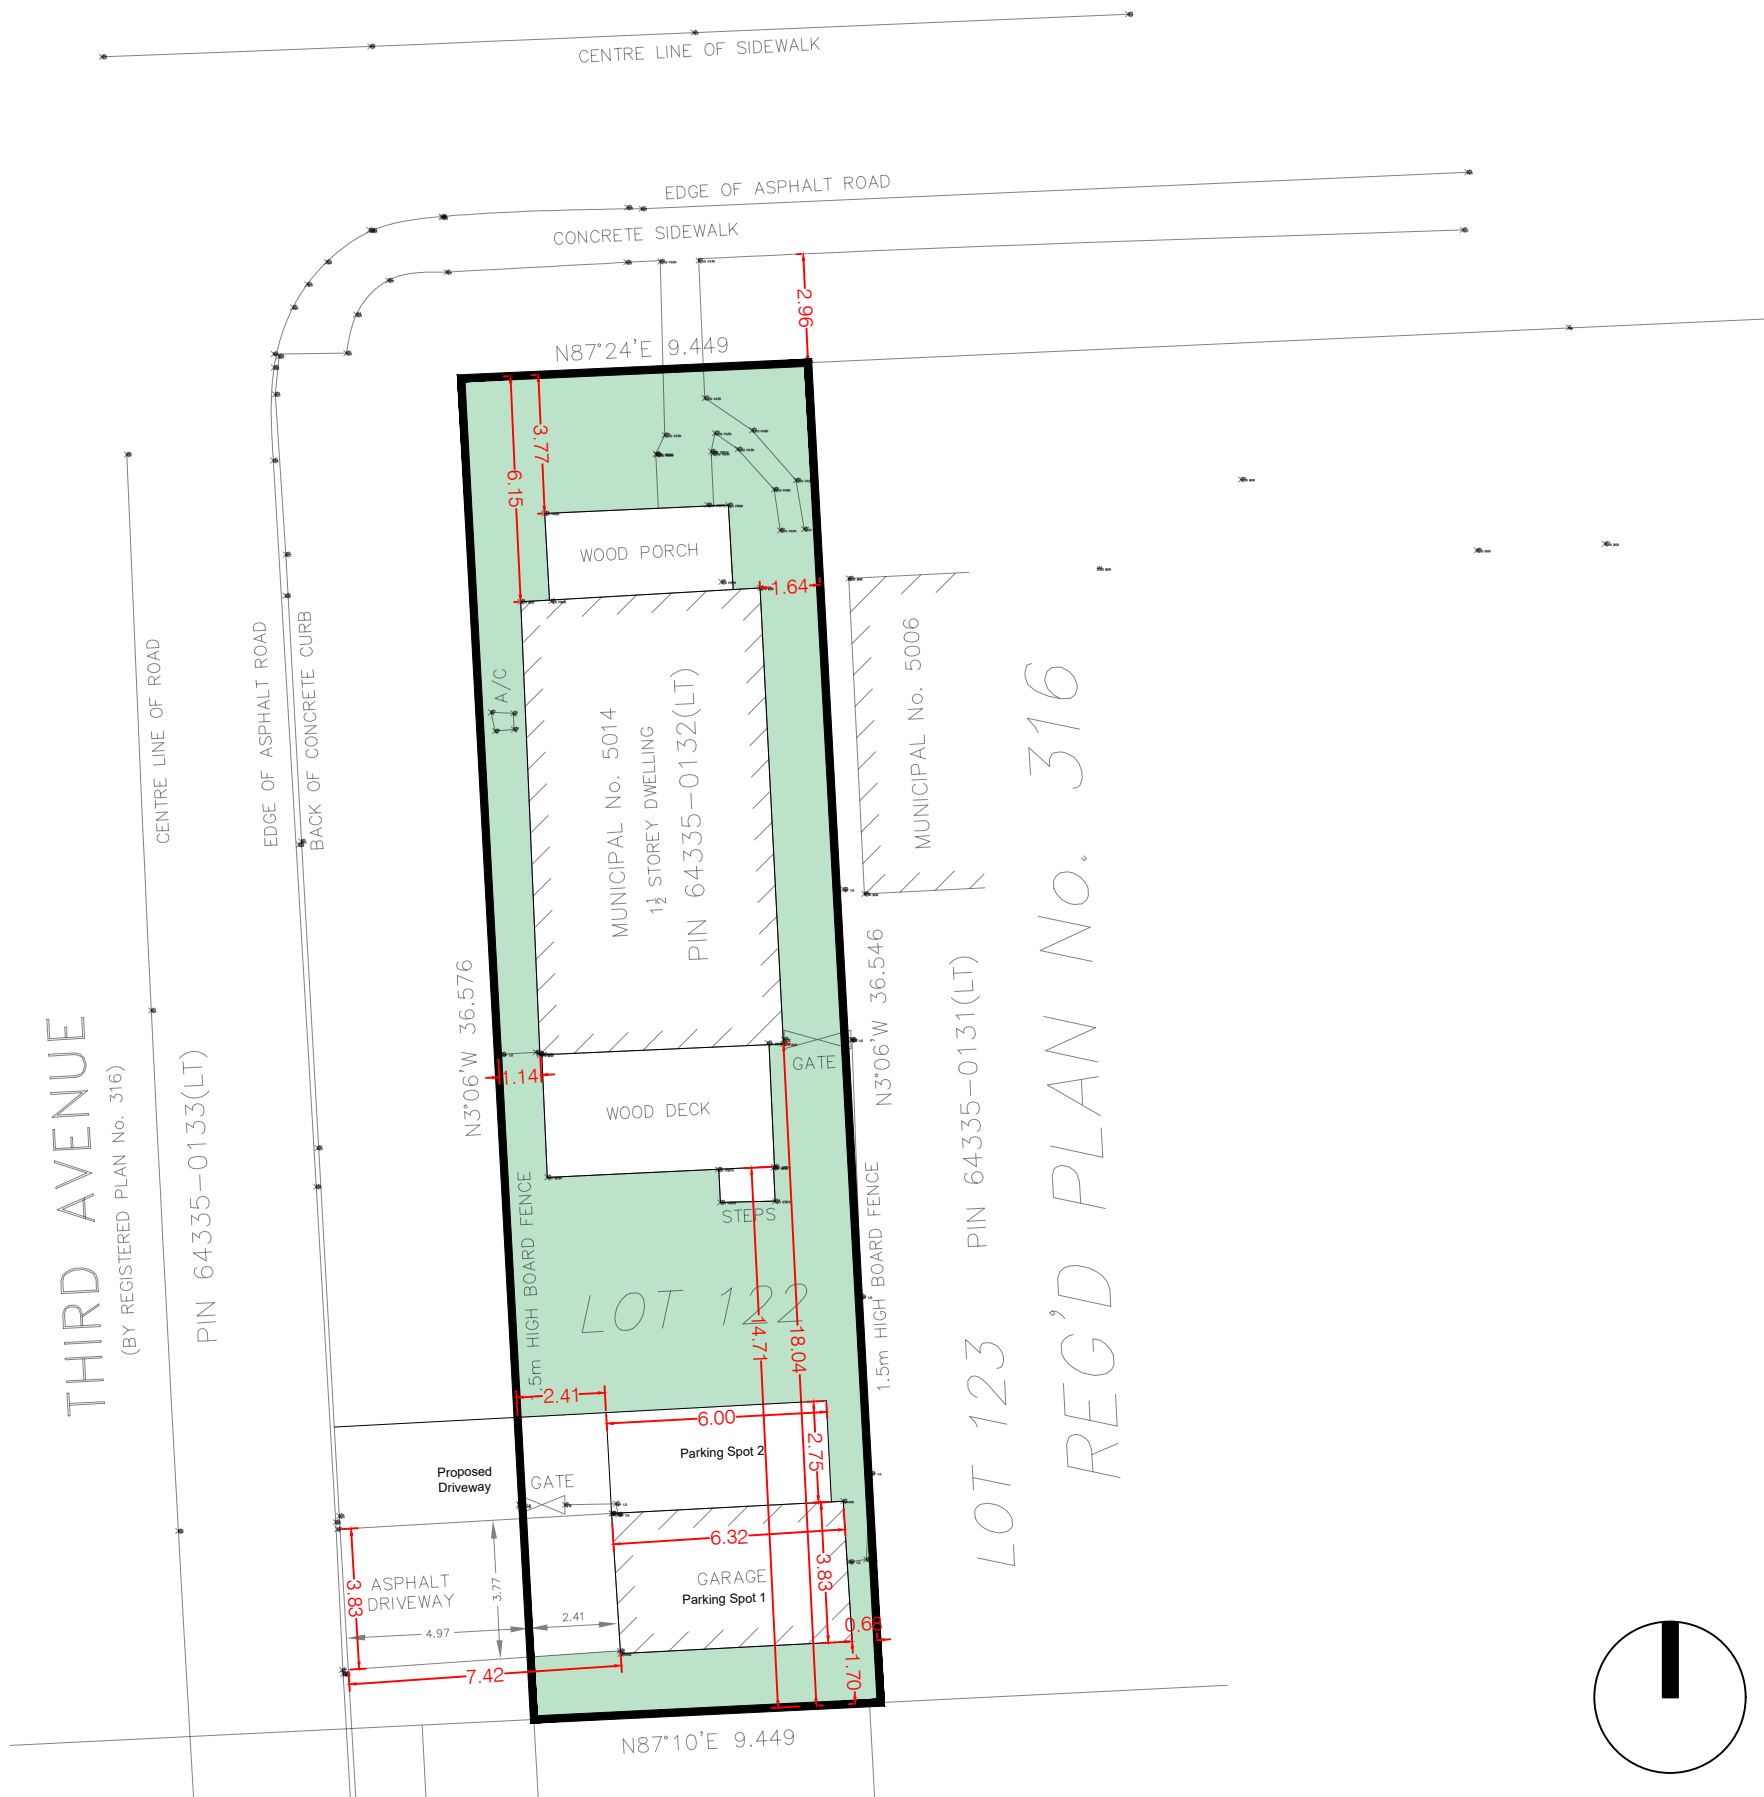 CENTRE LINE OF SIDEWALK
EDGE OF ASPHALT ROAD
CONCRETE SIDEWALK
2.96
N87°24'E 9.449
3.77
6.15
WOOD PORCH
1.64
CENTRE LINE OF ROAD
EDGE OF ASPHALT ROAD
BACK OF CONCRETE CURB
A/C
MUNICIPAL No. 5014
1½ STOREY DWELLING
PIN 64335-0132(LT)
MUNICIPAL No. 5006
REG'D PLAN No. 316
THIRD AVENUE
(BY REGISTERED PLAN No. 316)
PIN 64335-0133(LT)
N3°06'W 36.576
N3°06'W 36.546
PIN 64335-0131(LT)
LOT 123
GATE
1.14
WOOD DECK
STEPS
.5m HIGH BOARD FENCE
1.5m HIGH BOARD FENCE
LOT 122
14.71
18.04
2.41
6.00
2.75
Parking Spot 2
Proposed
Driveway
GATE
6.32
3.83
GARAGE
Parking Spot 1
3.83
ASPHALT
DRIVEWAY
3.77
4.97
2.41
7.42
0.68
1.70
N87°10'E 9.449